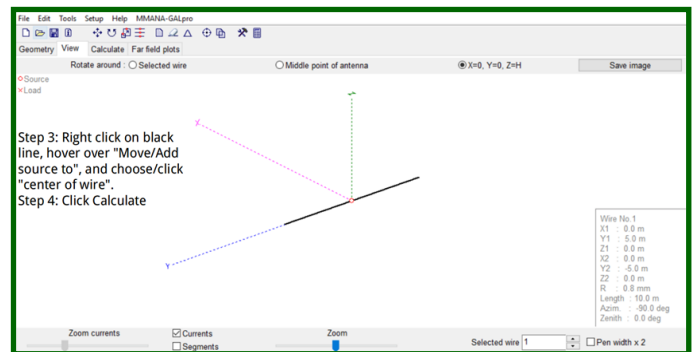 File Edit Tools Setup Help MMANA-GALpro
Geometry View Calculate Far field plots
Rotate around : Selected wire Middle point of antenna X=0, Y=0, Z=H Save image
Source
Load
Z
X
Step 3: Right click on black
line, hover over "Move/Add
source to", and choose/click
"center of wire".
Step 4: Click Calculate
Y
Wire No.1
X1 : 0.0 m
Y1 : 5.0 m
Z1 : 0.0 m
X2 : 0.0 m
Y2 : -5.0 m
Z2 : 0.0 m
R : 0.8 mm
Length : 10.0 m
Azim. : -90.0 deg
Zenith : 0.0 deg
Zoom currents Currents Zoom
Segments Selected wire 1 Pen width x 2